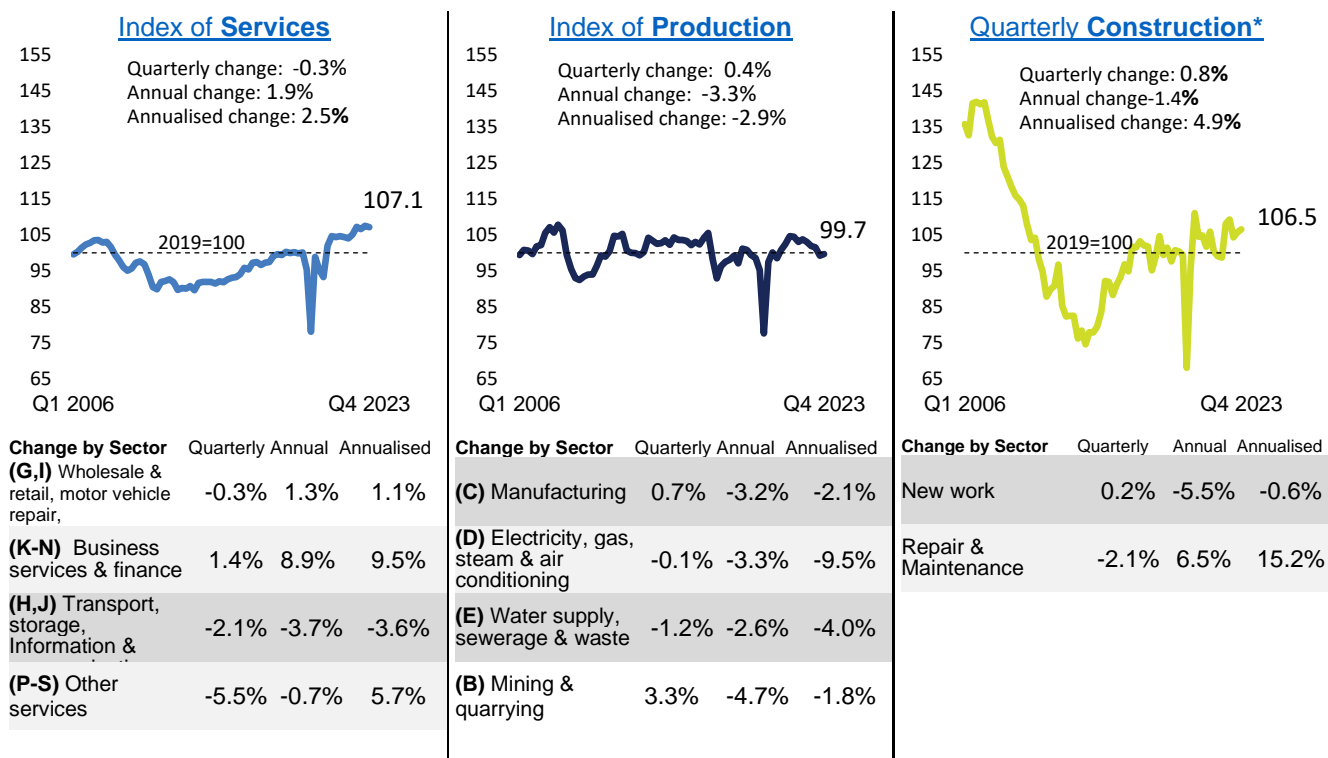 Index of Services
155
145
135
125
115
105
95
85
75
65
Quarterly change: -0.3%
Annual change: 1.9%
Annualised change: 2.5%
107.1
2019=100
Q1 2006 Q4 2023
Change by Sector Quarterly Annual Annualised
(G,I) Wholesale &
retail, motor vehicle
repair,
-0.3% 1.3% 1.1%
(K-N) Business
services & finance
1.4% 8.9% 9.5%
(H,J) Transport,
storage,
Information &
-2.1% -3.7% -3.6%
(P-S) Other
services
-5.5% -0.7% 5.7%
Index of Production
155
145
135
125
115
105
95
85
75
65
Quarterly change: 0.4%
Annual change: -3.3%
Annualised change: -2.9%
99.7
Q1 2006 Q4 2023
Change by Sector Quarterly Annual Annualised
(C) Manufacturing 0.7% -3.2% -2.1%
(D) Electricity, gas,
steam & air
conditioning
-0.1% -3.3% -9.5%
(E) Water supply,
sewerage & waste
-1.2% -2.6% -4.0%
(B) Mining &
quarrying
3.3% -4.7% -1.8%
Quarterly Construction*
155
145
135
125
115
105
95
85
75
65
Quarterly change: 0.8%
Annual change-1.4%
Annualised change: 4.9%
106.5
2019=100
Q1 2006 Q4 2023
Change by Sector Quarterly Annual Annualised
New work 0.2% -5.5% -0.6%
Repair &
Maintenance
-2.1% 6.5% 15.2%